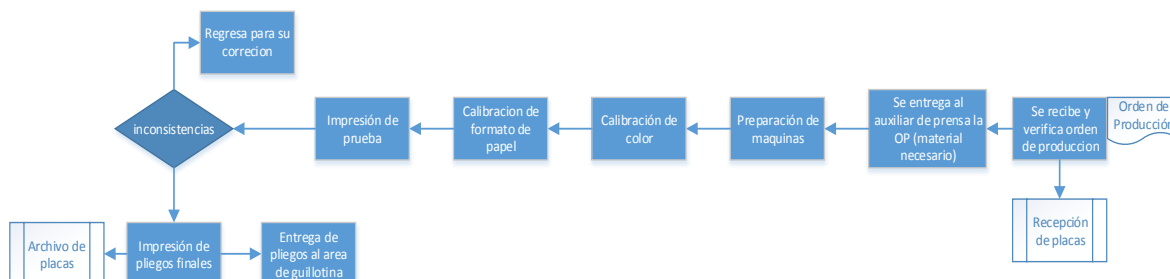 Regresa para su
correcion
inconsistencias
Impresión de
prueba
Calibracion de
formato de
papel
Calibración de
color
Preparación de
maquinas
Se entrega al
auxiliar de prensa la
OP (material
necesario)
Se recibe y
verifica orden
de produccion
Orden de
Producción
Recepción
de placas
Archivo de
placas
Impresión de
pliegos finales
Entrega de
pliegos al area
de guillotina